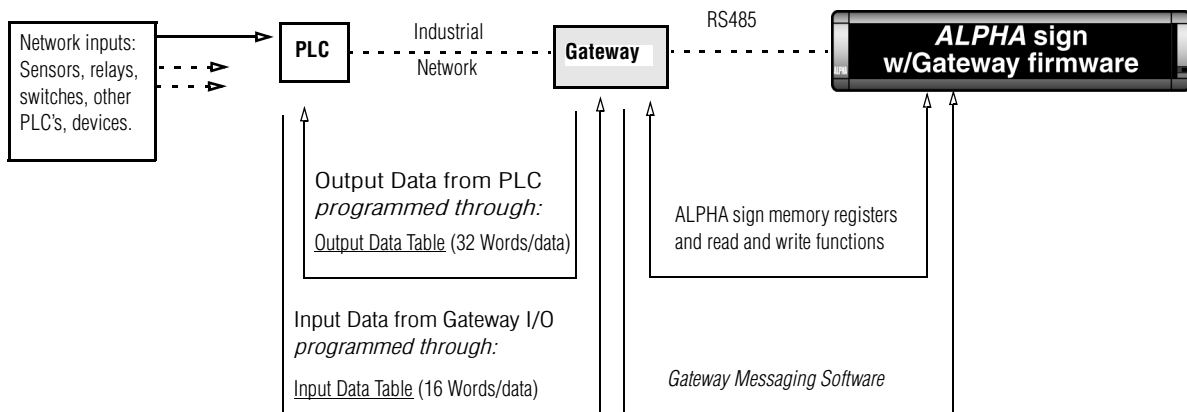 Network inputs:
Sensors, relays,
switches, other
PLC's, devices.
PLC
Industrial
Network
Gateway
RS485
ALPHA
ALPHA sign
w/Gateway firmware
Output Data from PLC
programmed through:
Output Data Table (32 Words/data)
ALPHA sign memory registers
and read and write functions
Input Data from Gateway I/O
programmed through:
Input Data Table (16 Words/data)
Gateway Messaging Software